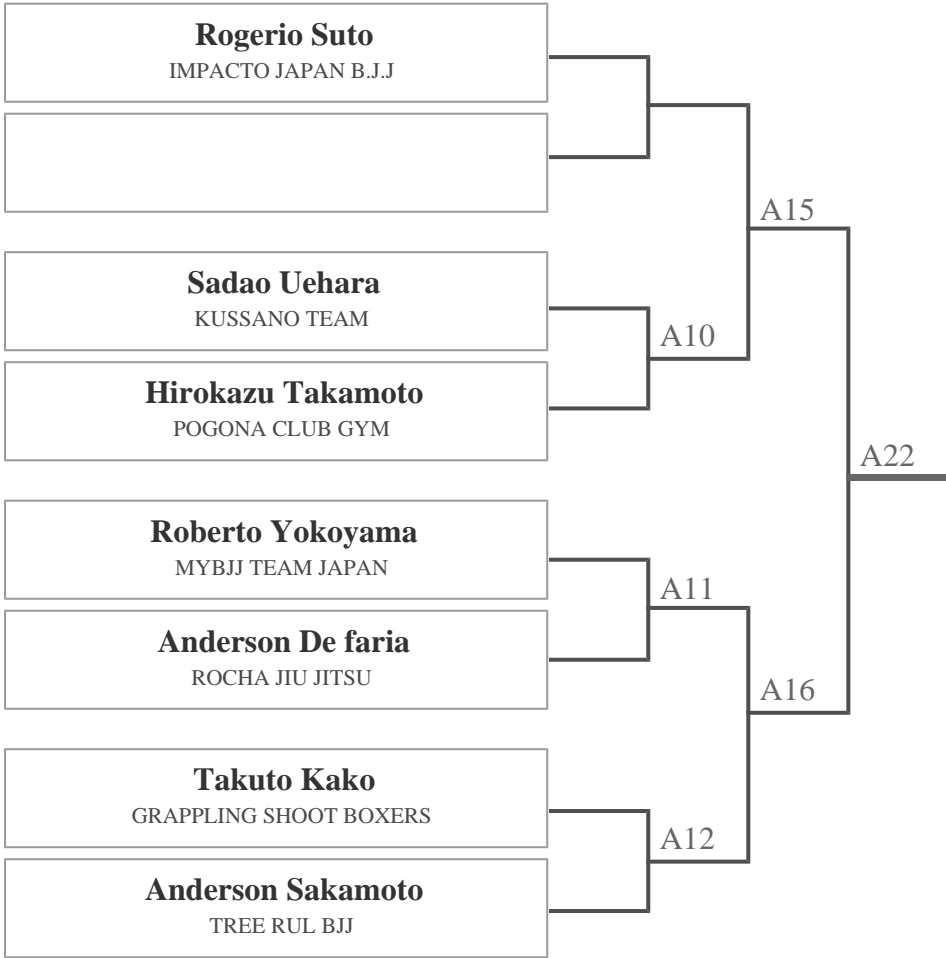 Rogerio Suto
IMPACTO JAPAN B.J.J
A15
Sadao Uehara
KUSSANO TEAM
A10
Hirokazu Takamoto
POGONA CLUB GYM
A22
Roberto Yokoyama
MYBJJ TEAM JAPAN
A11
Anderson De faria
ROCHA JIU JITSU
A16
Takuto Kako
GRAPPLING SHOOT BOXERS
A12
Anderson Sakamoto
TREE RUL BJJ